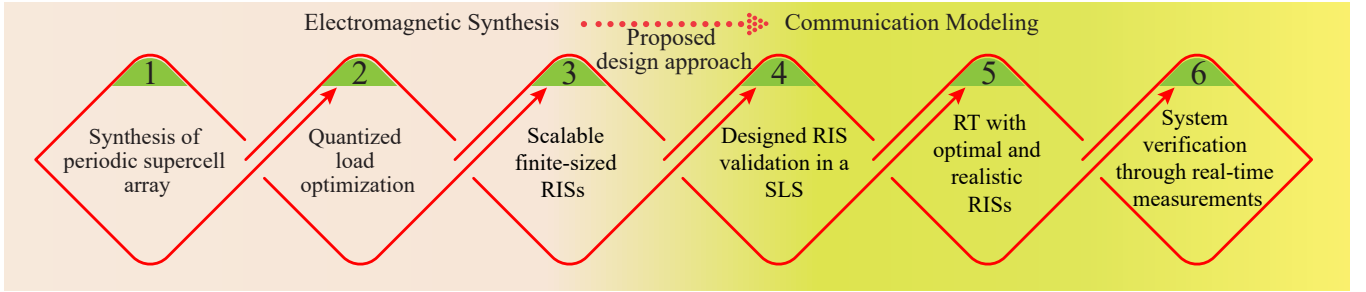 Electromagnetic Synthesis
Communication Modeling
Proposed
design approach
1
Synthesis of
periodic supercell
array
2
Quantized
load
optimization
3
Scalable
finite-sized
RISs
4
Designed RIS
validation in a
SLS
5
RT with
optimal and
realistic
RISs
6
System
verification
through real-time
measurements